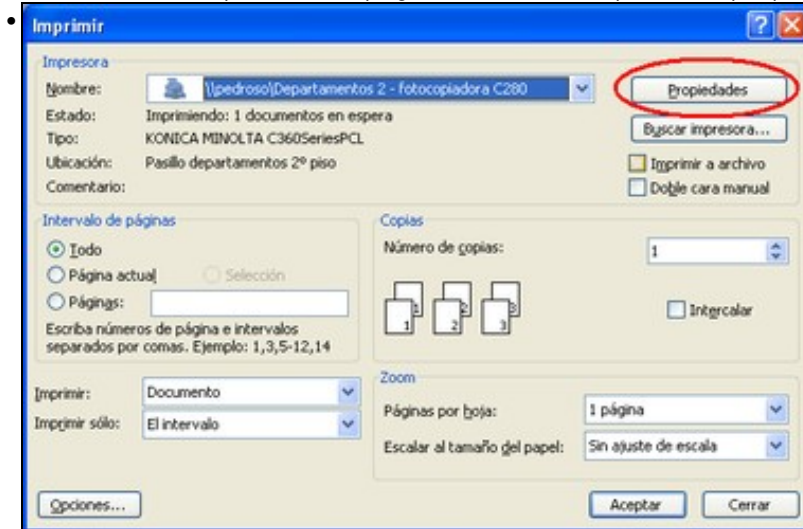 Imprimir
Impresora
Nombre: \\pedroso\Departamentos 2 - fotocopiadora C280 Propiedades
Estado: Imprimiendo: 1 documentos en espera
Tipo: KONICA MINOLTA C360SeriesPCL Buscar impresora...
Ubicación: Pasillo departamentos 2º piso Imprimir a archivo
Comentario: Doble cara manual
Intervalo de páginas Copias
Todo Número de copias: 1
Página actual Selección
Páginas: Intercalar
Escriba números de página e intervalos
separados por comas. Ejemplo: 1,3,5-12,14
Imprimir: Documento Zoom
Imprimir sólo: El intervalo Páginas por hoja: 1 página
Escalar al tamaño del papel: Sin ajuste de escala
Opciones... Aceptar Cerrar